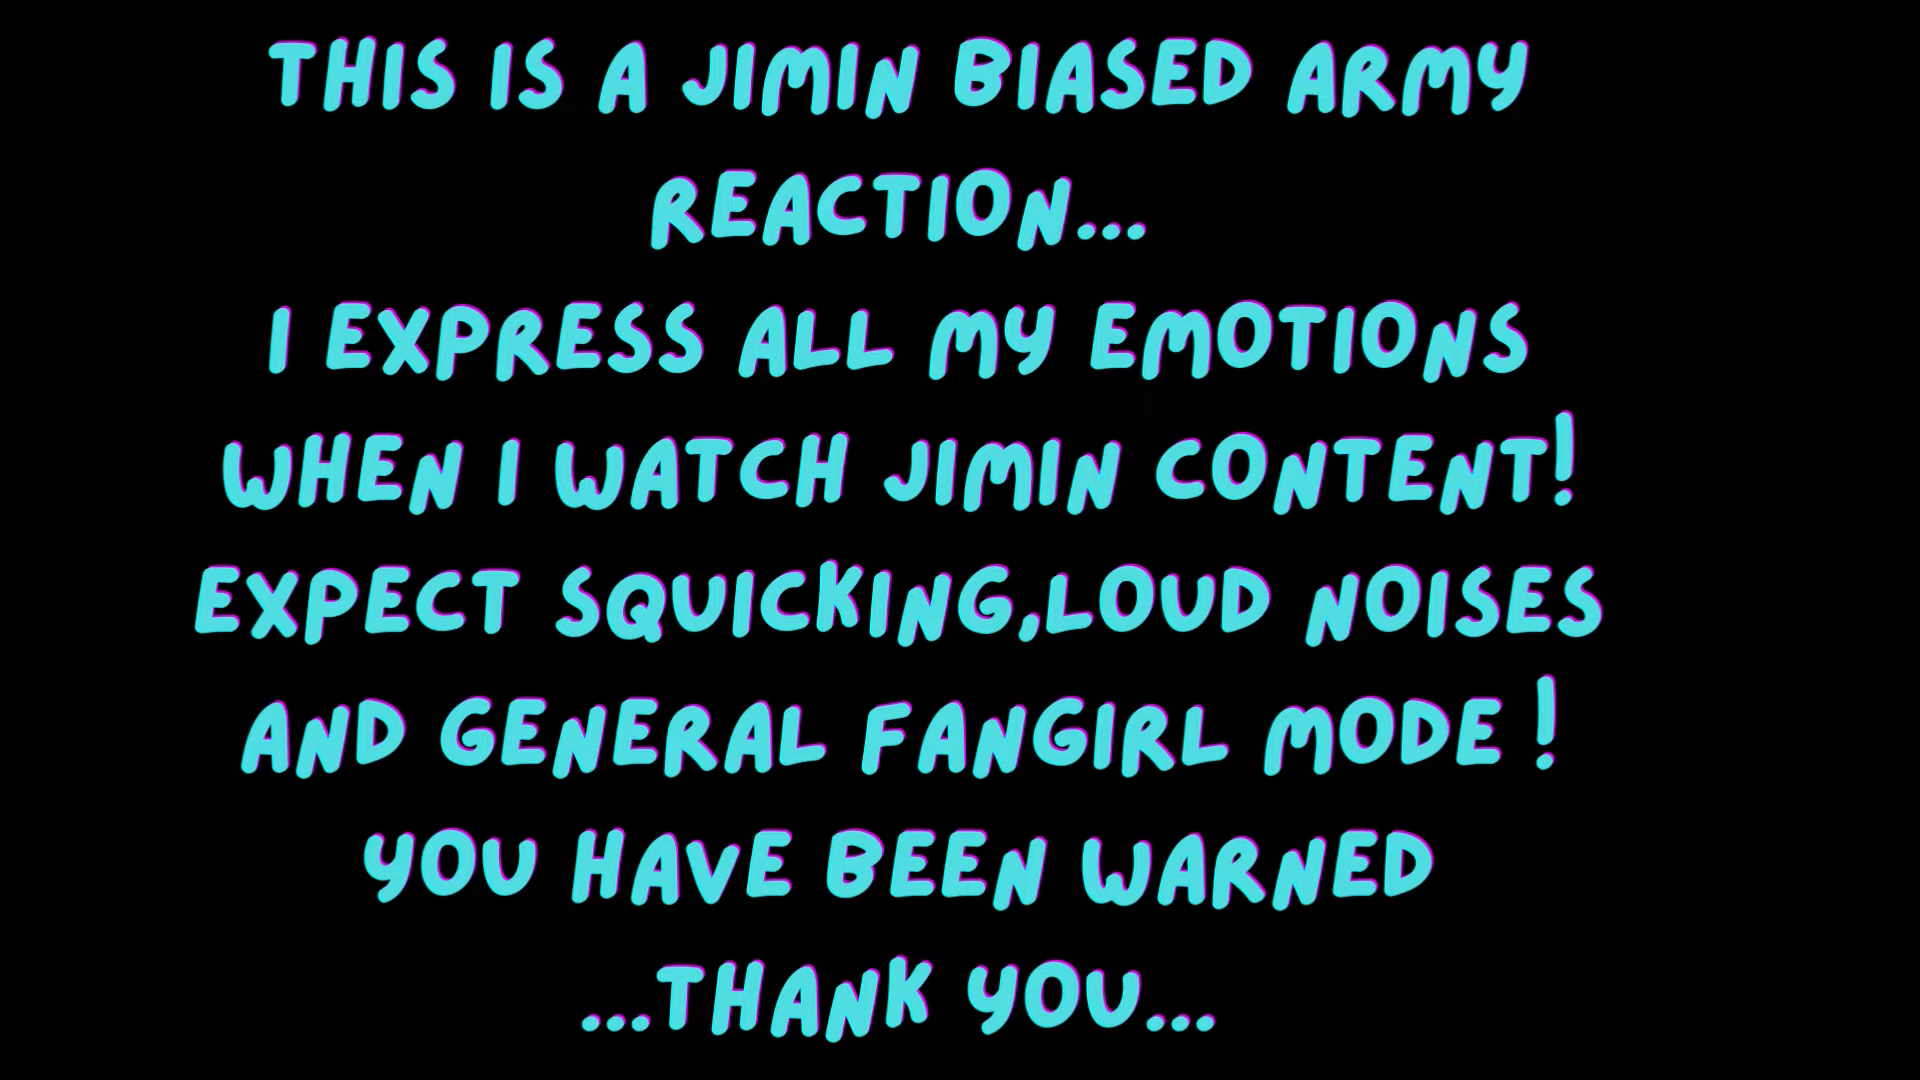 THIS IS A JIMIN BIASED ARMY
REACTION...
I EXPRESS ALL MY EMOTIONS
WHEN I WATCH JIMIN CONTENT!
EXPECT SQUICKING,LOUD NOISES
AND GENERAL FANGIRL MODE !
YOU HAVE BEEN WARNED
...THANK YOU...